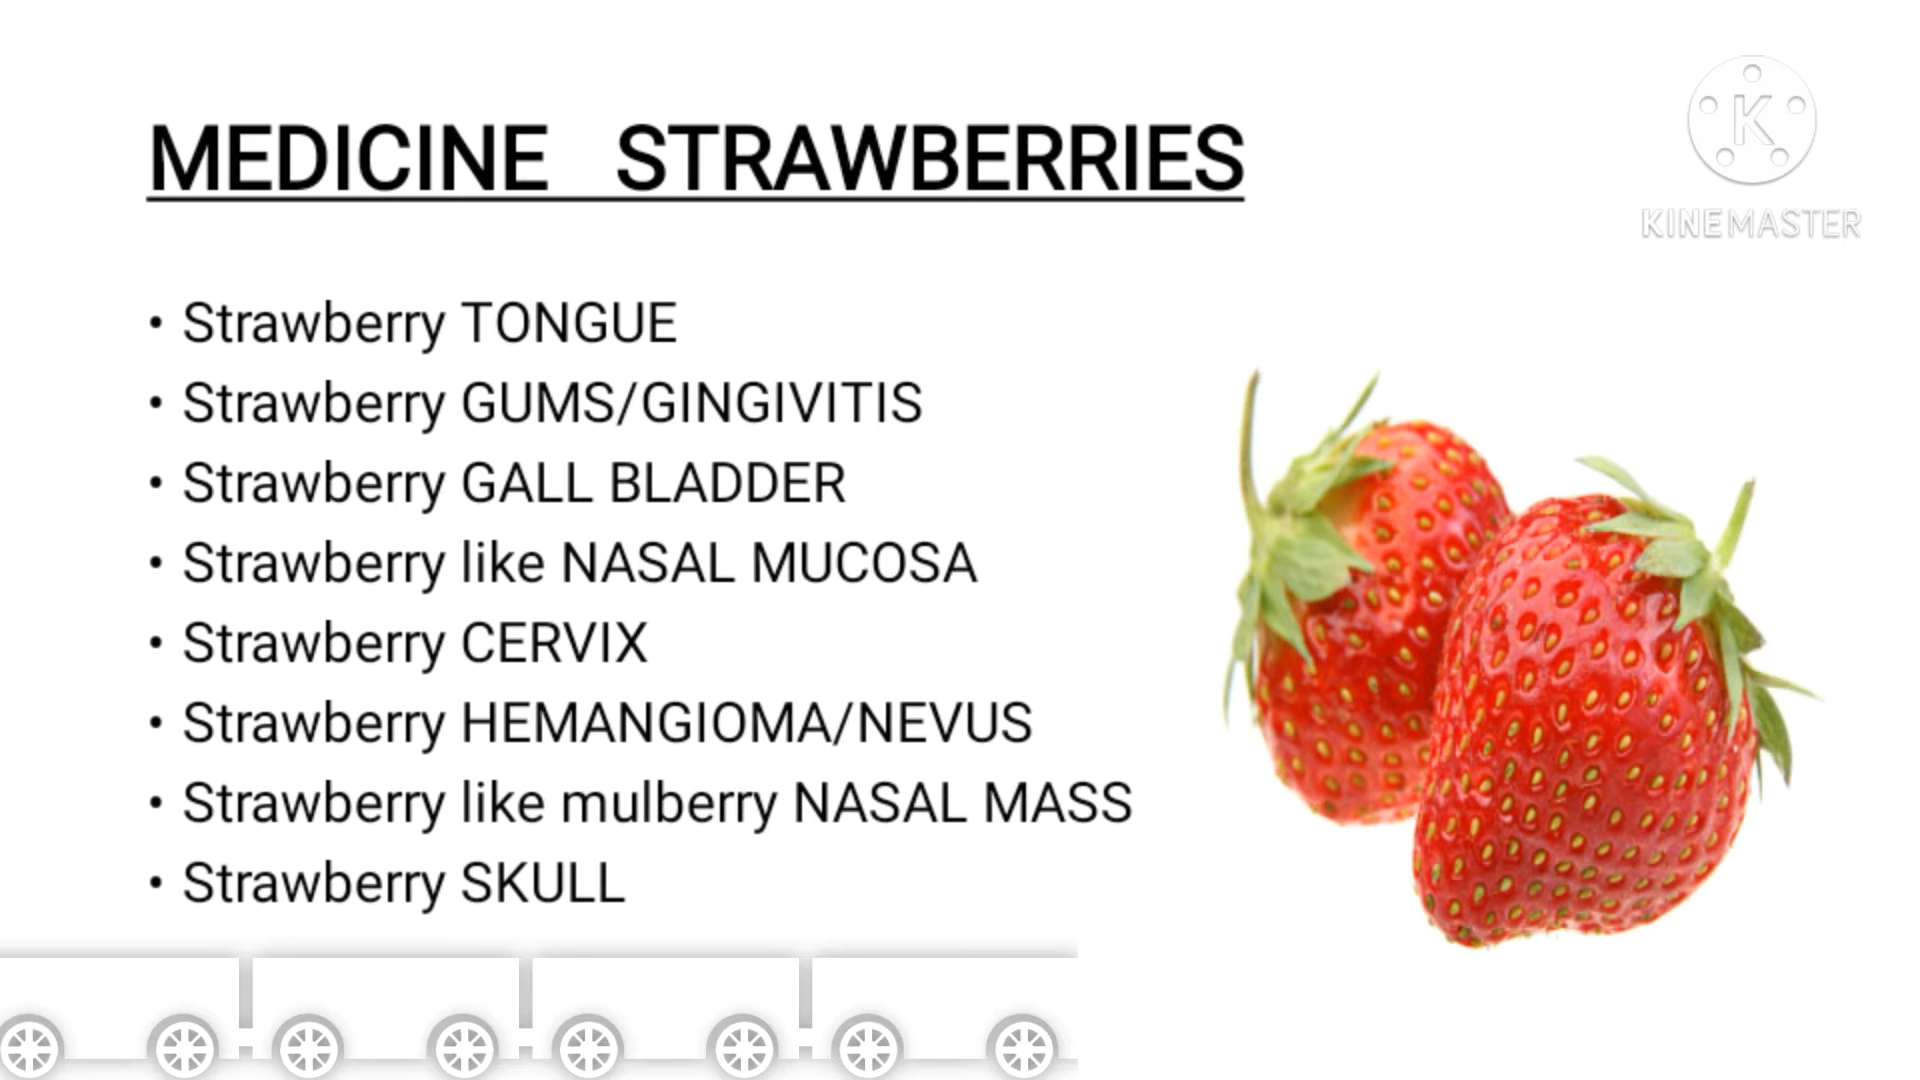 MEDICINE STRAWBERRIES
K
KINEMASTER
• Strawberry TONGUE
• Strawberry GUMS/GINGIVITIS
• Strawberry GALL BLADDER
• Strawberry like NASAL MUCOSA
• Strawberry CERVIX
• Strawberry HEMANGIOMA/NEVUS
• Strawberry like mulberry NASAL MASS
• Strawberry SKULL